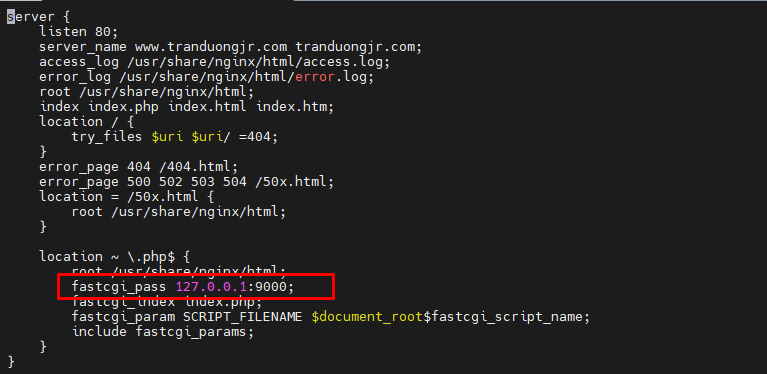 server {
    listen 80;
    server_name www.tranduongjr.com tranduongjr.com;
    access_log /usr/share/nginx/html/access.log;
    error_log /usr/share/nginx/html/error.log;
    root /usr/share/nginx/html;
    index index.php index.html index.htm;
    location / {
        try_files $uri $uri/ =404;
    }
    error_page 404 /404.html;
    error_page 500 502 503 504 /50x.html;
    location = /50x.html {
        root /usr/share/nginx/html;
    }
    location ~ \.php$ {
        root /usr/share/nginx/html;
        fastcgi_pass 127.0.0.1:9000;
        fastcgi_index index.php;
        fastcgi_param SCRIPT_FILENAME $document_root$fastcgi_script_name;
        include fastcgi_params;
    }
}